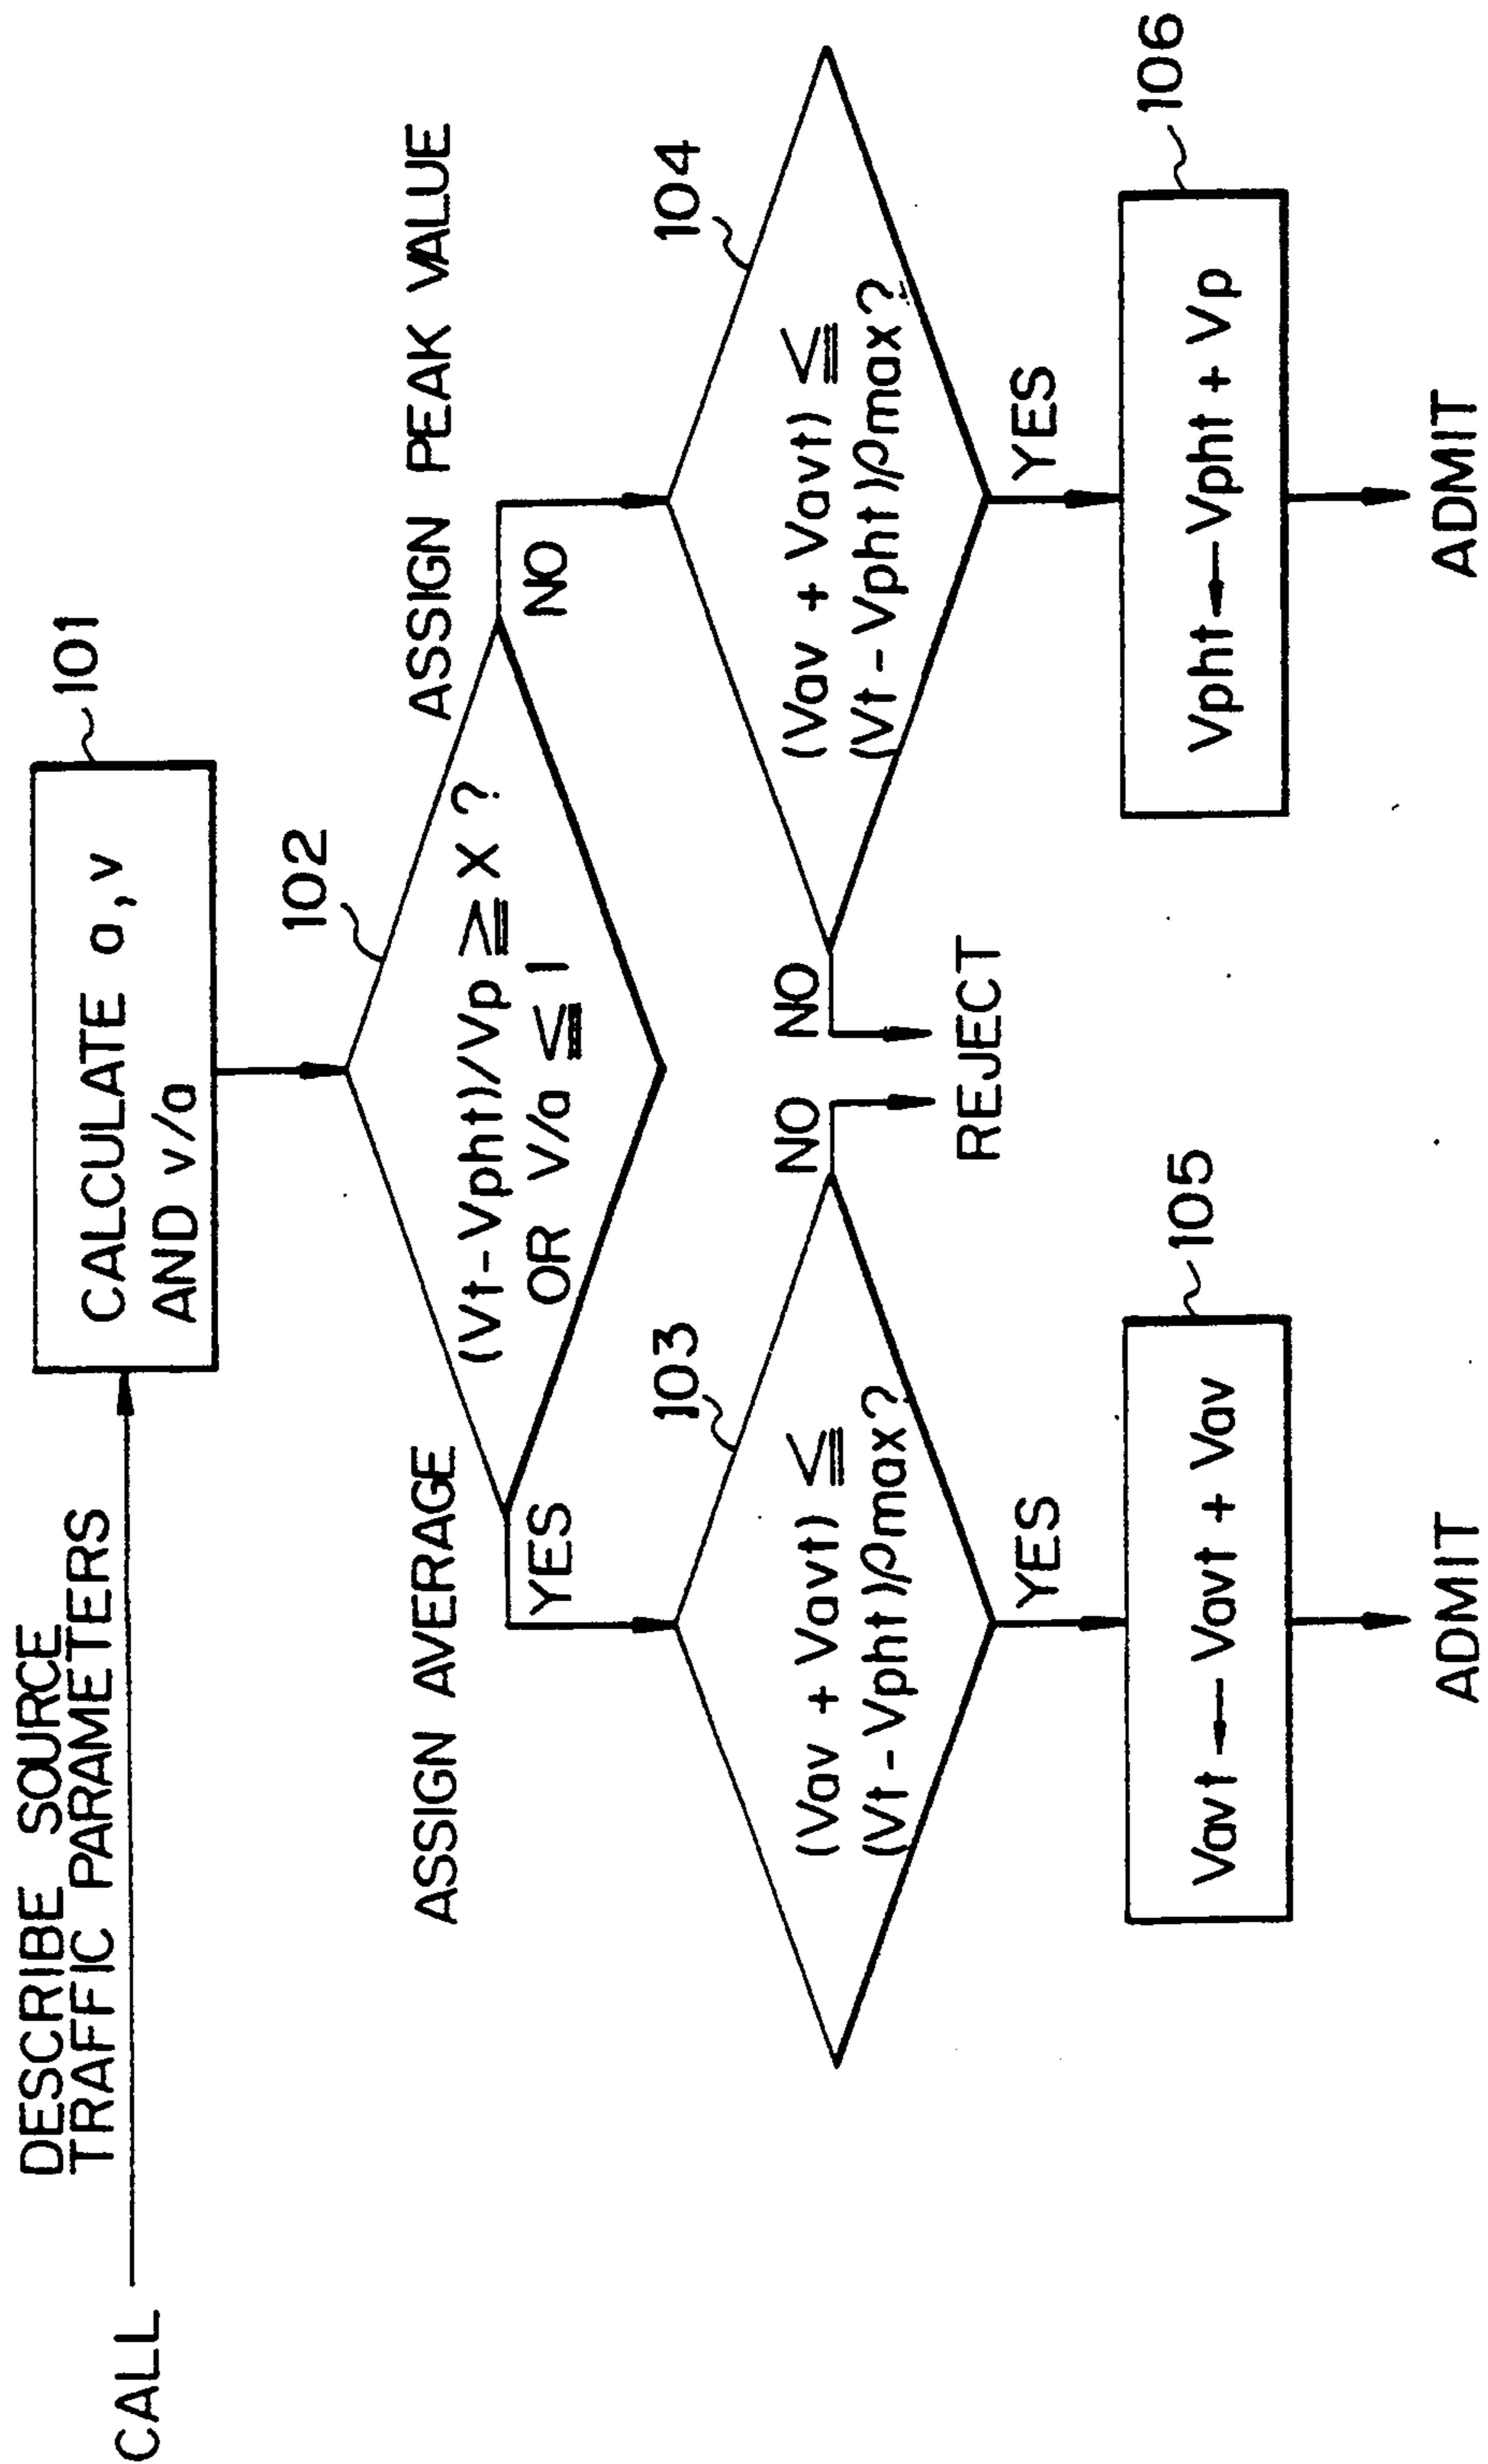 CALL
DESCRIBE SOURCE
TRAFFIC PARAMETERS
101
CALCULATE a, v
AND v/a
102
(Vt-Vpht)/Vp ≧ X ?
OR V/a ≦ 1
ASSIGN AVERAGE
YES
ASSIGN PEAK VALUE
NO
103
(Vav + Vavt) ≦
(Vt - Vpht)ρmax?
NO
104
(Vav + Vavt) ≦
(Vt - Vpht)ρmax?
NO
REJECT
YES
YES
105
Vavt ← Vavt + Vav
106
Vpht ← Vpht + Vp
ADMIT
ADMIT